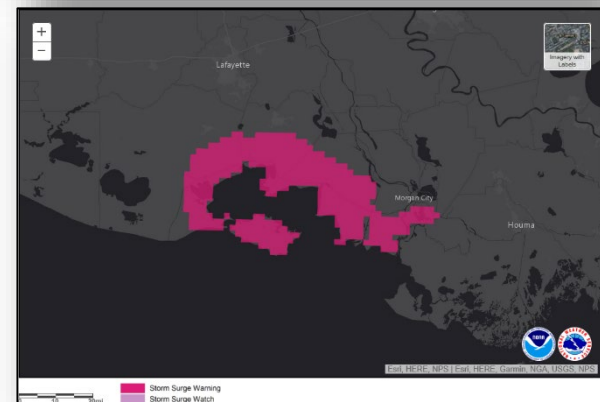 +
−
Lafayette
Imagery with
Labels
Morgan City
Houma
Esri, HERE, NPS | Esri, HERE, Garmin, NGA, USGS, NPS
Storm Surge Warning
Storm Surge Watch